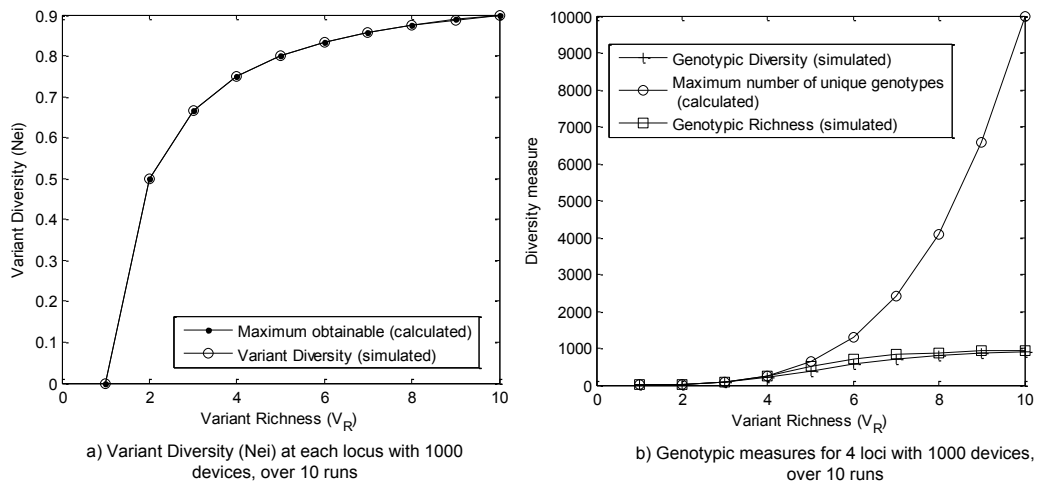 0.9
0.8
0.7
0.6
0.5
0.4
0.3
0.2
0.1
0
0 2 4 6 8 10
Variant Diversity (Nei)
Variant Richness (V_R)
Maximum obtainable (calculated)
Variant Diversity (simulated)
a) Variant Diversity (Nei) at each locus with 1000
devices, over 10 runs
10000
9000
8000
7000
6000
5000
4000
3000
2000
1000
0
0 2 4 6 8 10
Diversity measure
Variant Richness (V_R)
Genotypic Diversity (simulated)
Maximum number of unique genotypes
(calculated)
Genotypic Richness (simulated)
b) Genotypic measures for 4 loci with 1000 devices,
over 10 runs